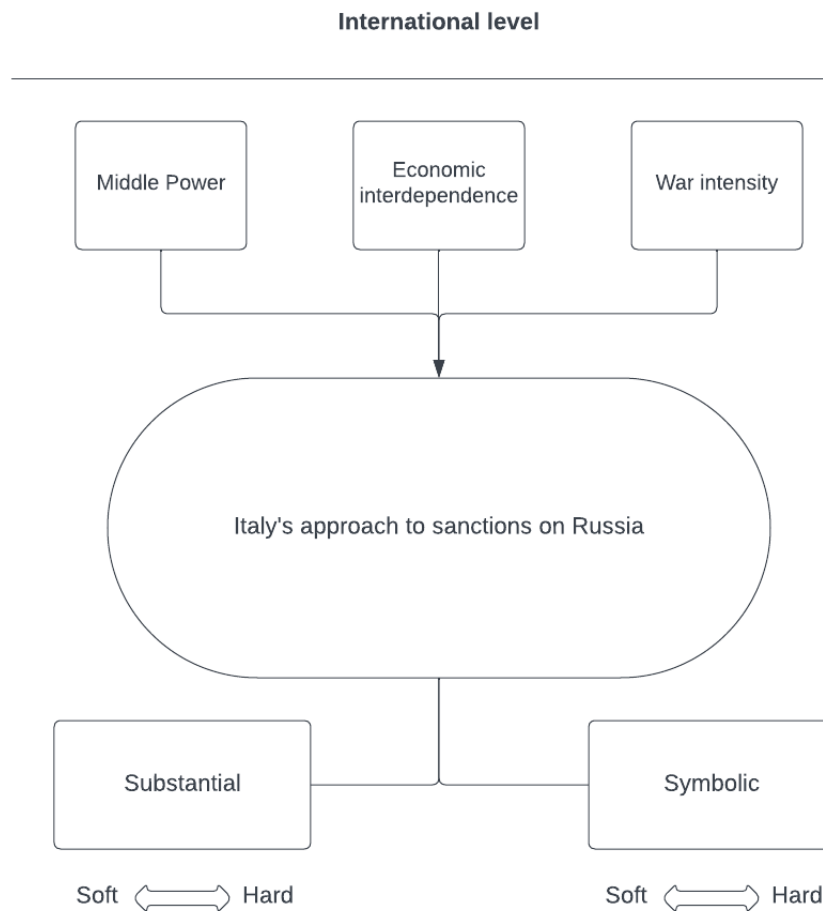 International level
Middle Power
Economic
interdependence
War intensity
Italy's approach to sanctions on Russia
Substantial
Symbolic
Soft
Hard
Soft
Hard